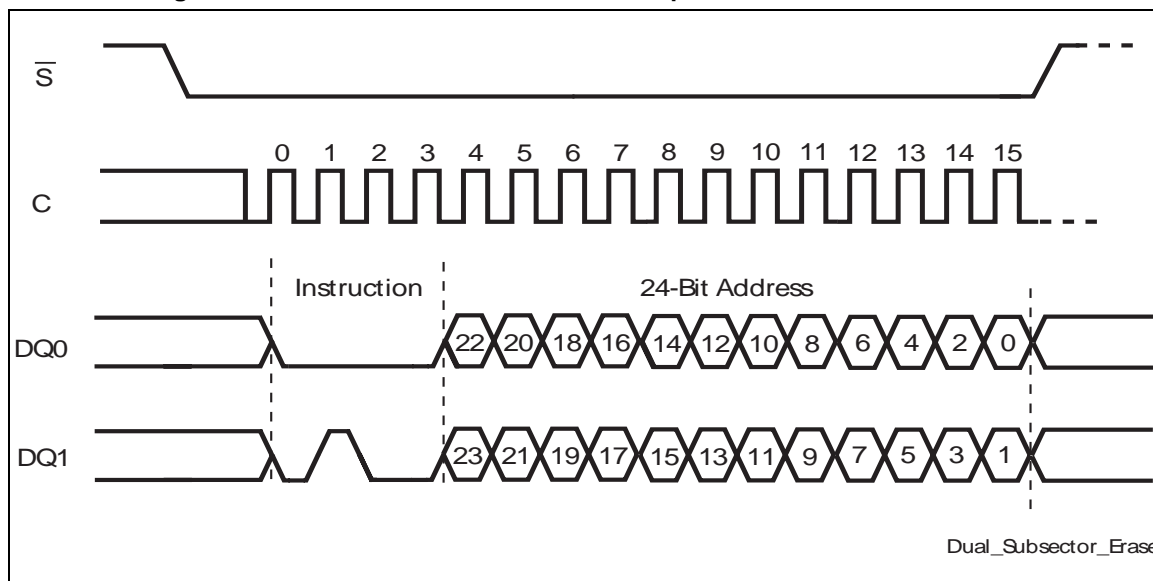 S
0 1 2 3 4 5 6 7 8 9 10 11 12 13 14 15
C
Instruction 24-Bit Address
DQ0 22 20 18 16 14 12 10 8 6 4 2 0
DQ1 23 21 19 17 15 13 11 9 7 5 3 1
Dual_Subsector_Erase